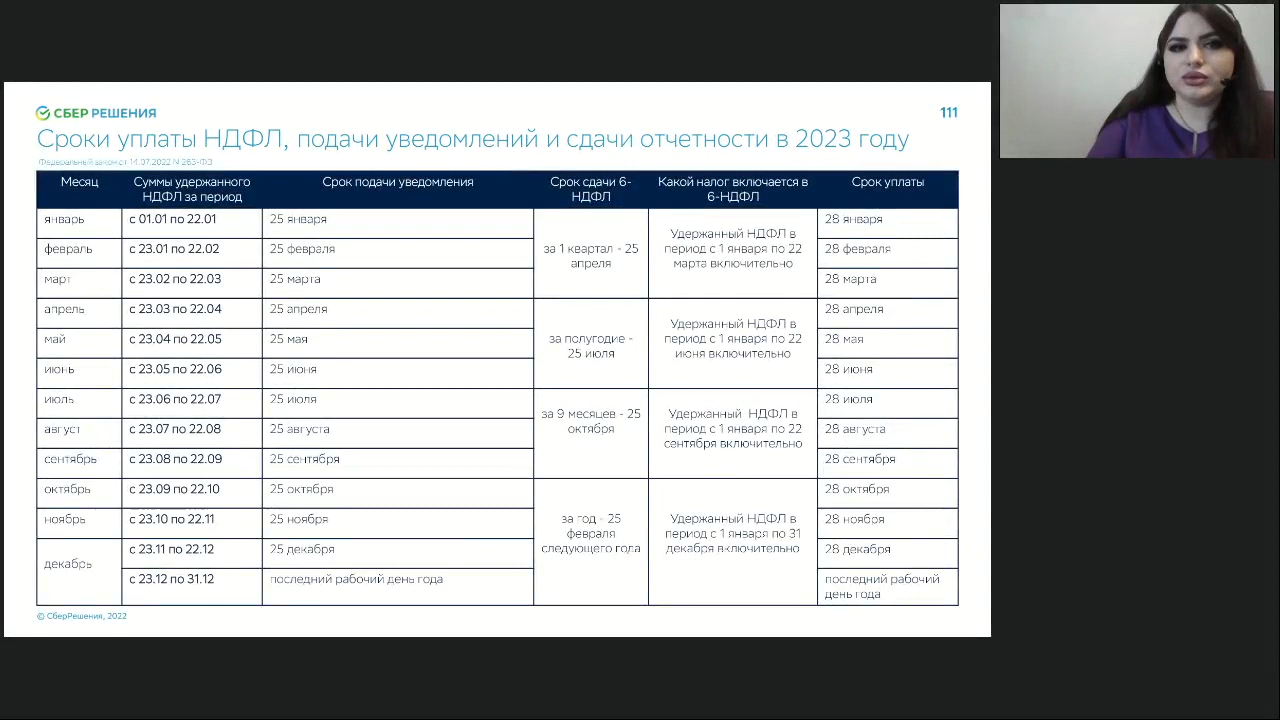 СБЕР РЕШЕНИЯ
111
Сроки уплаты НДФЛ, подачи уведомлений и сдачи отчетности в 2023 году
Федеральный закон от 14.07.2022 N 263-ФЗ
Месяц
Суммы удержанного
НДФЛ за период
Срок подачи уведомления
Срок сдачи 6-
НДФЛ
Какой налог включается в
6-НДФЛ
Срок уплаты
январь
с 01.01 по 22.01
25 января
28 января
февраль
с 23.01 по 22.02
25 февраля
28 февраля
март
с 23.02 по 22.03
25 марта
28 марта
за 1 квартал - 25
апреля
Удержанный НДФЛ в
период с 1 января по 22
марта включительно
апрель
с 23.03 по 22.04
25 апреля
28 апреля
май
с 23.04 по 22.05
25 мая
28 мая
июнь
с 23.05 по 22.06
25 июня
28 июня
за полугодие -
25 июля
Удержанный НДФЛ в
период с 1 января по 22
июня включительно
июль
с 23.06 по 22.07
25 июля
28 июля
август
с 23.07 по 22.08
25 августа
28 августа
сентябрь
с 23.08 по 22.09
25 сентября
28 сентября
за 9 месяцев - 25
октября
Удержанный НДФЛ в
период с 1 января по 22
сентября включительно
октябрь
с 23.09 по 22.10
25 октября
28 октября
ноябрь
с 23.10 по 22.11
25 ноября
28 ноября
декабрь
с 23.11 по 22.12
25 декабря
28 декабря
с 23.12 по 31.12
последний рабочий день года
последний рабочий
день года
за год - 25
февраля
следующего года
Удержанный НДФЛ в
период с 1 января по 31
декабря включительно
© СберРешения, 2022